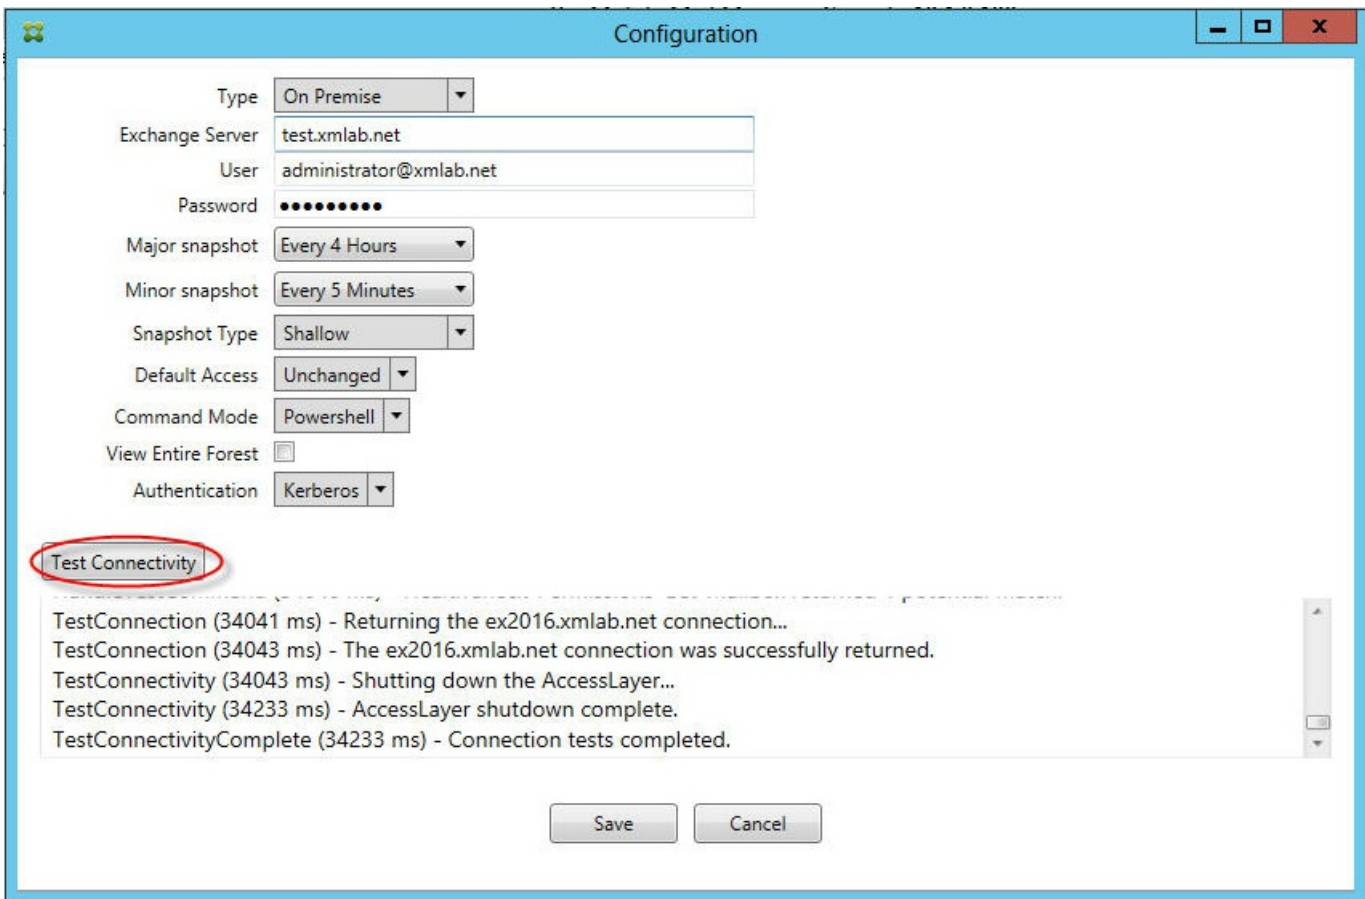 Configuration
Type On Premise
Exchange Server test.xmlab.net
User administrator@xmlab.net
Password •••••••••
Major snapshot Every 4 Hours
Minor snapshot Every 5 Minutes
Snapshot Type Shallow
Default Access Unchanged
Command Mode Powershell
View Entire Forest
Authentication Kerberos
Test Connectivity
TestConnection (34041 ms) - Returning the ex2016.xmlab.net connection...
TestConnection (34043 ms) - The ex2016.xmlab.net connection was successfully returned.
TestConnectivity (34043 ms) - Shutting down the AccessLayer...
TestConnectivity (34233 ms) - AccessLayer shutdown complete.
TestConnectivityComplete (34233 ms) - Connection tests completed.
Save Cancel